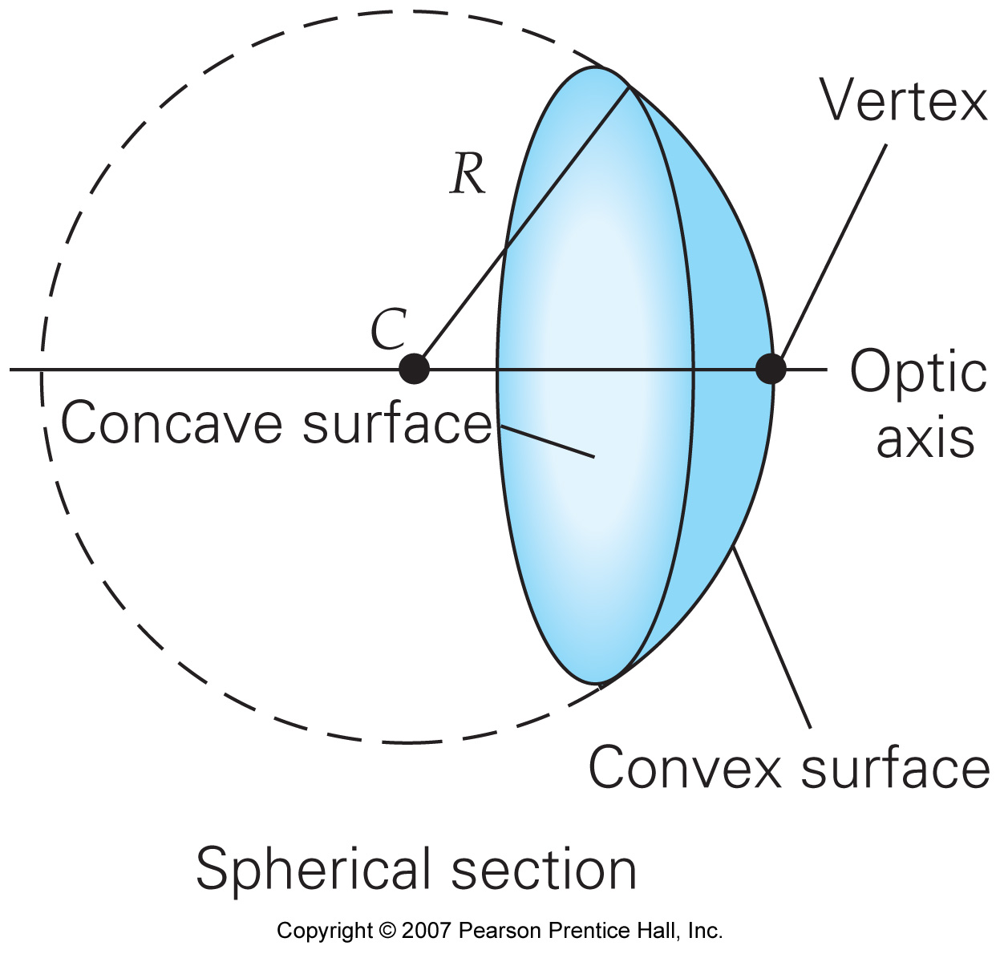 Vertex
R
C
Optic
axis
Concave surface
Convex surface
Spherical section
Copyright © 2007 Pearson Prentice Hall, Inc.